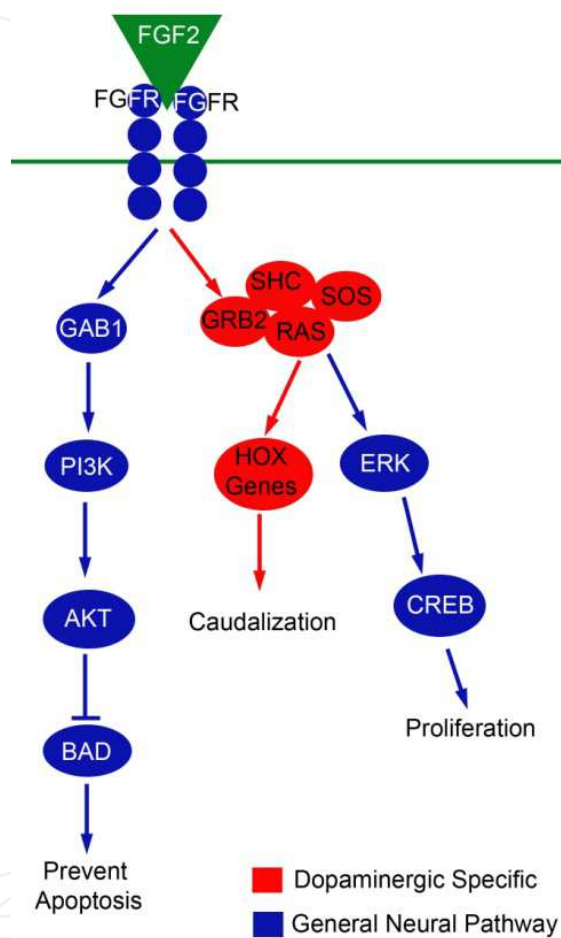 FGF2
FGFR FGFR
SHC
SOS
GRB2
RAS
GAB1
HOX
Genes
ERK
PI3K
AKT
CREB
Caudalization
BAD
Proliferation
Prevent
Apoptosis
Dopaminergic Specific
General Neural Pathway